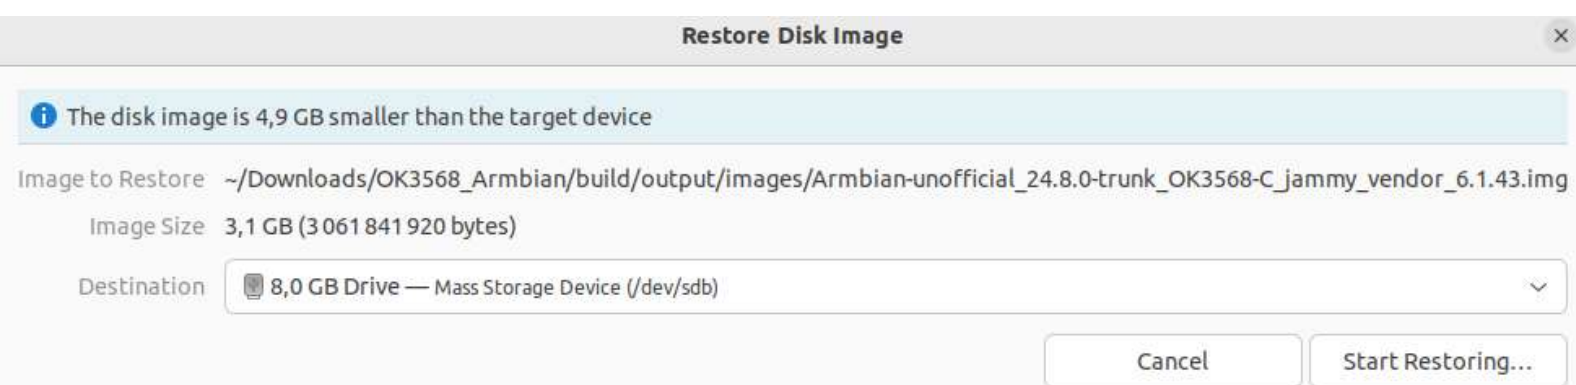 Restore Disk Image
The disk image is 4,9 GB smaller than the target device
Image to Restore ~/Downloads/OK3568_Armbian/build/output/images/Armbian-unofficial_24.8.0-trunk_OK3568-C_jammy_vendor_6.1.43.img
Image Size 3,1 GB (3 061 841 920 bytes)
Destination 8,0 GB Drive — Mass Storage Device (/dev/sdb)
Cancel Start Restoring...